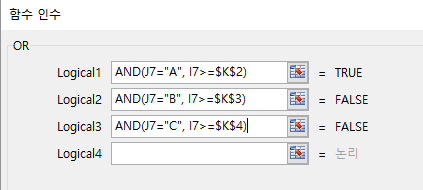 함수 인수
OR
Logical1 AND(J7="A", I7>=$K$2) = TRUE
Logical2 AND(J7="B", I7>=$K$3) = FALSE
Logical3 AND(J7="C", I7>=$K$4) = FALSE
Logical4 = 논리